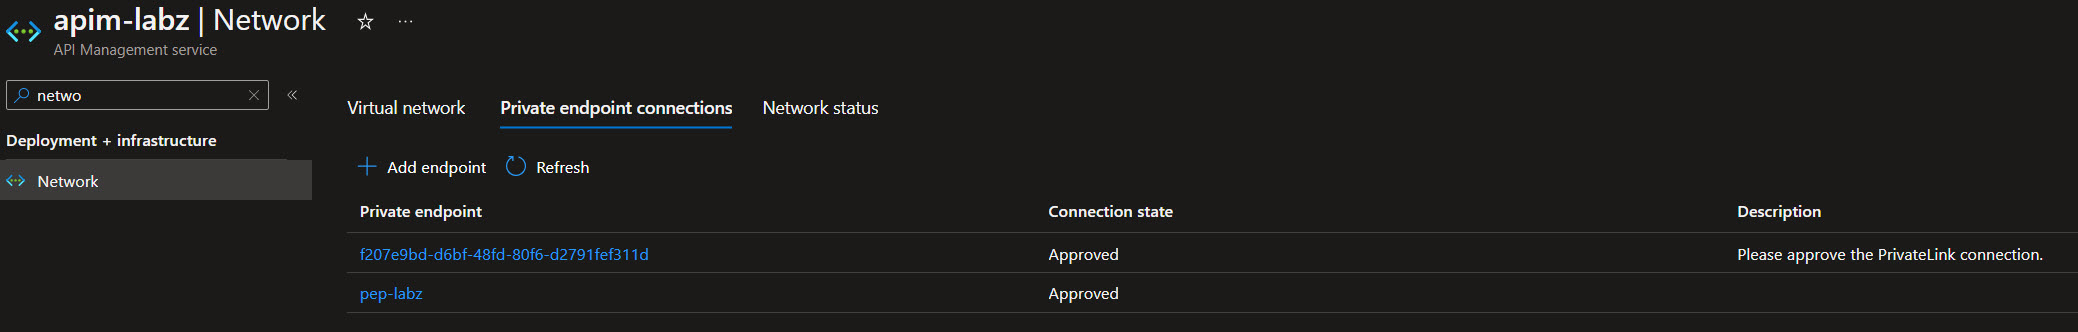 apim-labz | Network
API Management service
netwo
Deployment + infrastructure
Network
Virtual network Private endpoint connections Network status
Add endpoint Refresh
Private endpoint Connection state Description
f207e9bd-d6bf-48fd-80f6-d2791fef311d Approved Please approve the PrivateLink connection.
pep-labz Approved